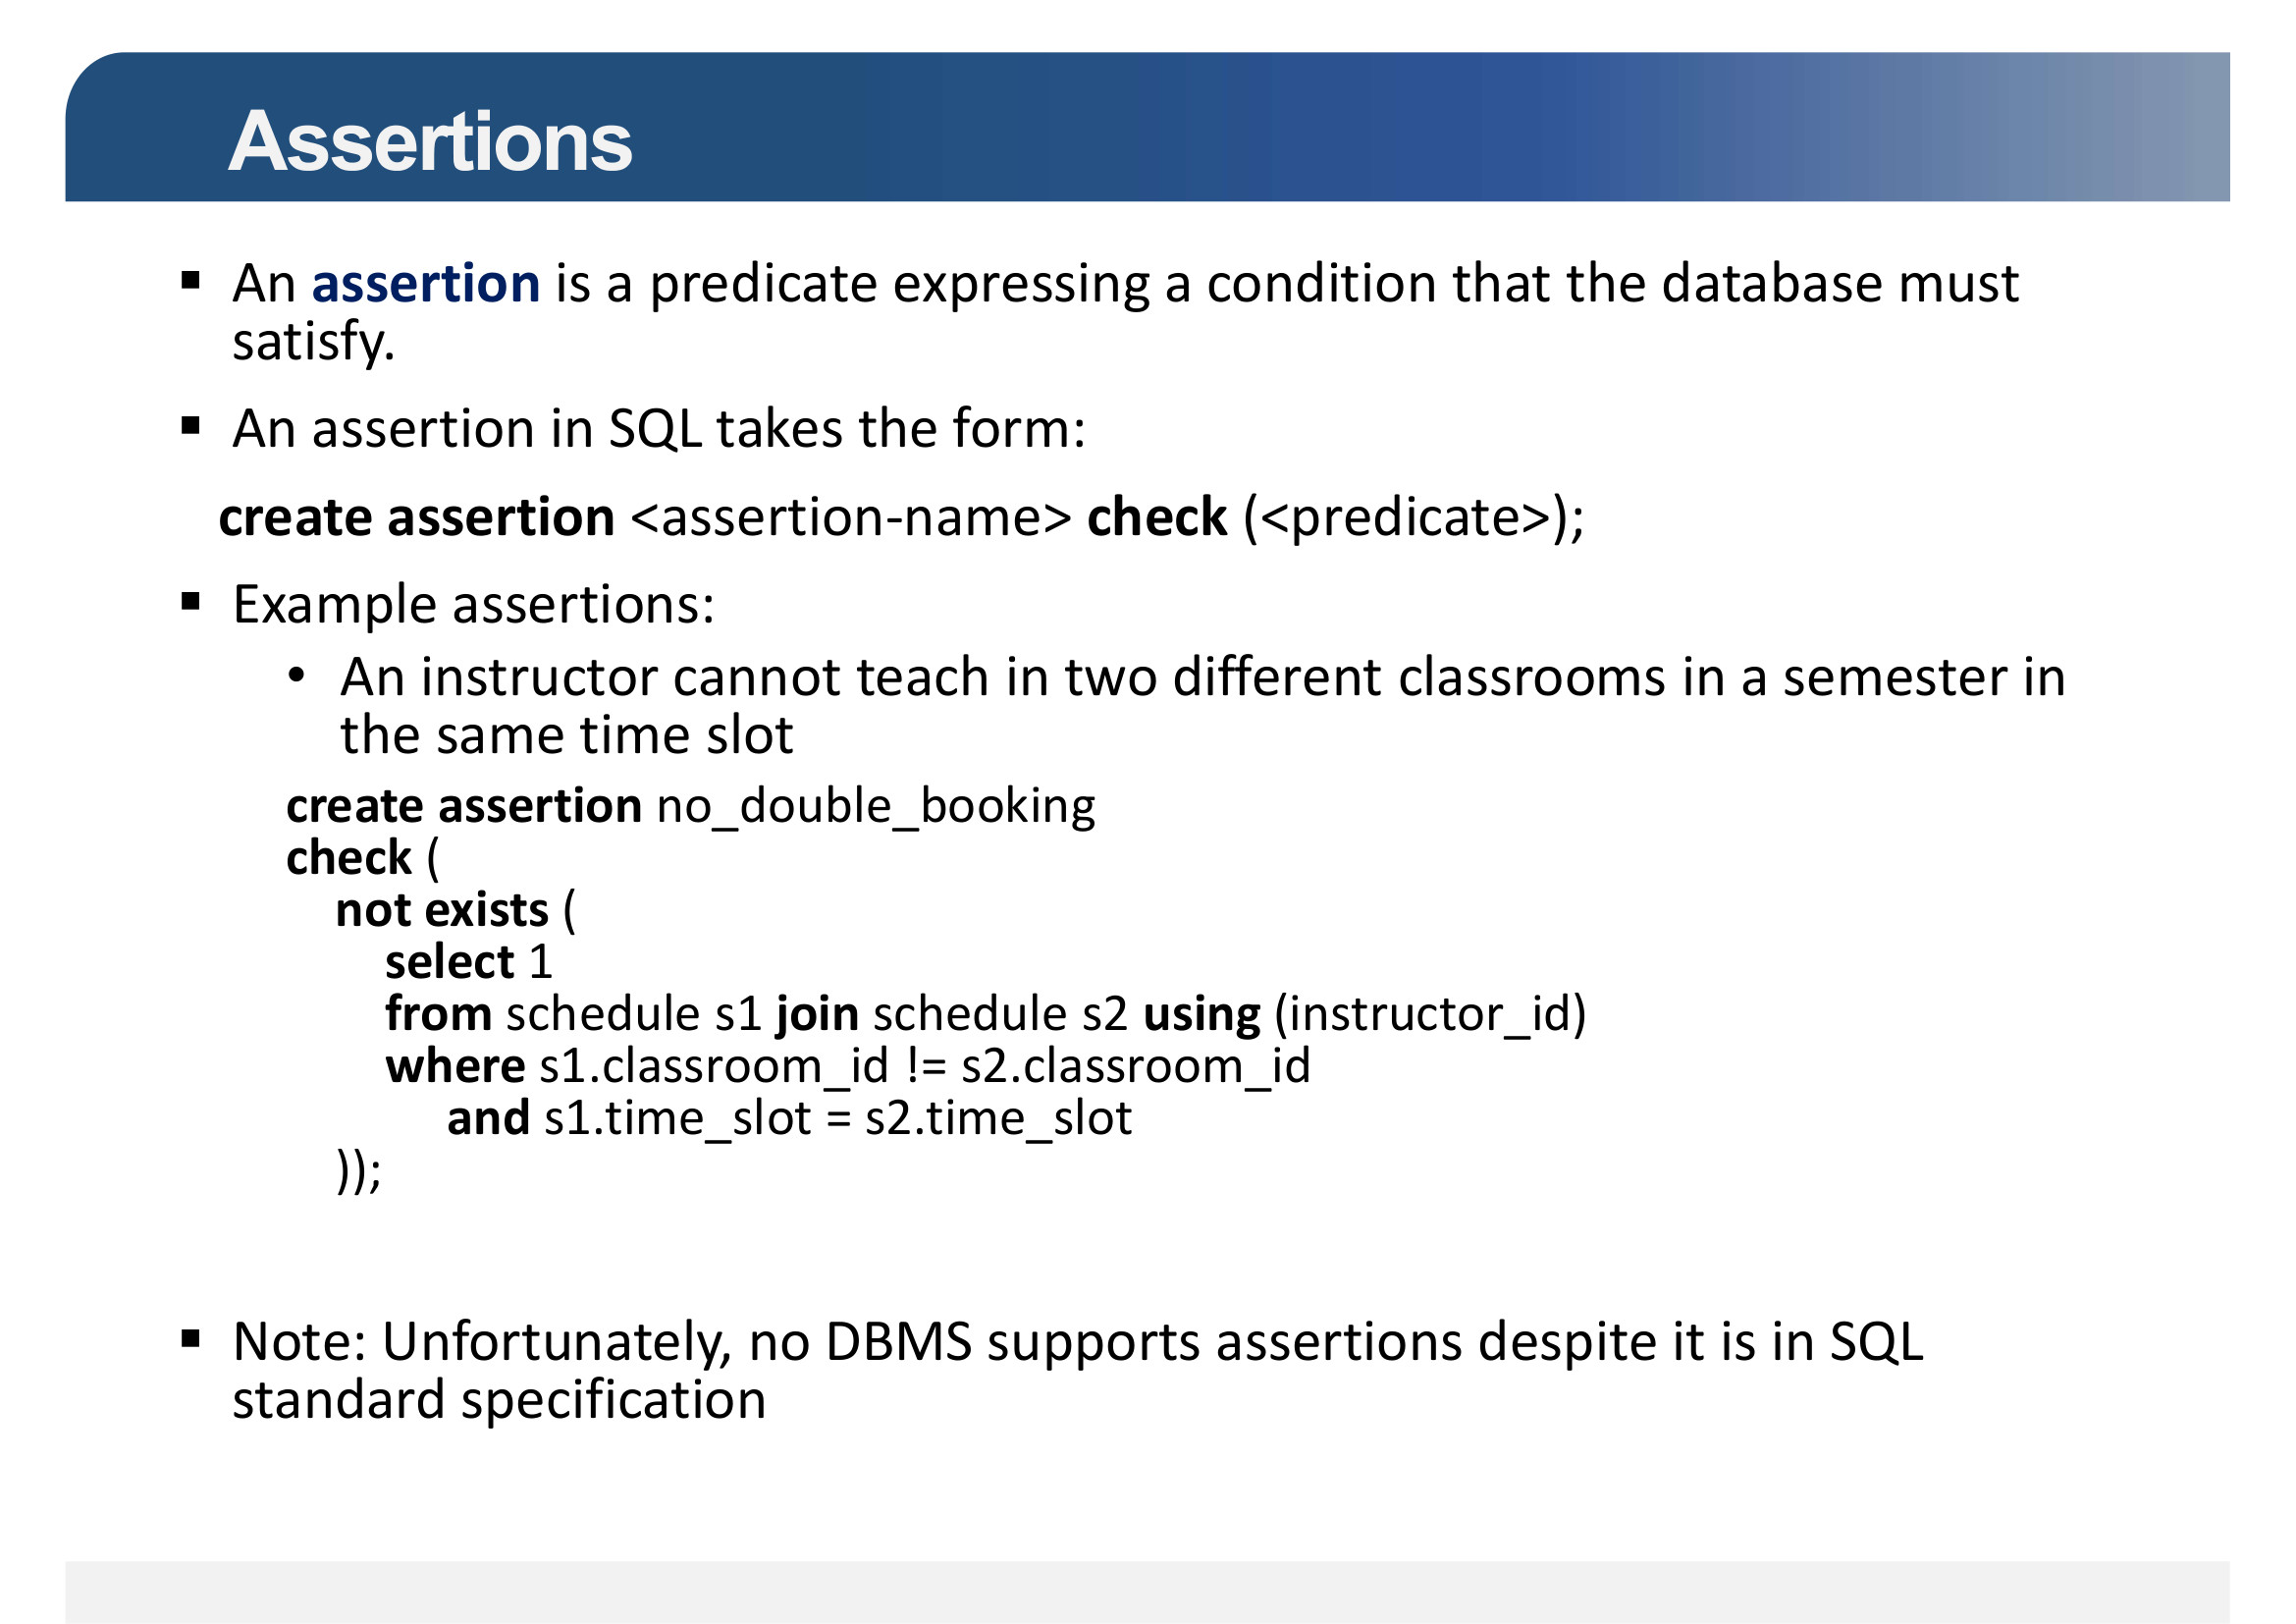 Assertions
▪ An assertion is a predicate expressing a condition that the database must
satisfy.
▪ An assertion in SQL takes the form:
create assertion <assertion-name> check (<predicate>);
▪ Example assertions:
• An instructor cannot teach in two different classrooms in a semester in
the same time slot
create assertion no_double_booking
check (
not exists (
select 1
from schedule s1 join schedule s2 using (instructor_id)
where s1.classroom_id != s2.classroom_id
and s1.time_slot = s2.time_slot
));
▪ Note: Unfortunately, no DBMS supports assertions despite it is in SQL
standard specification